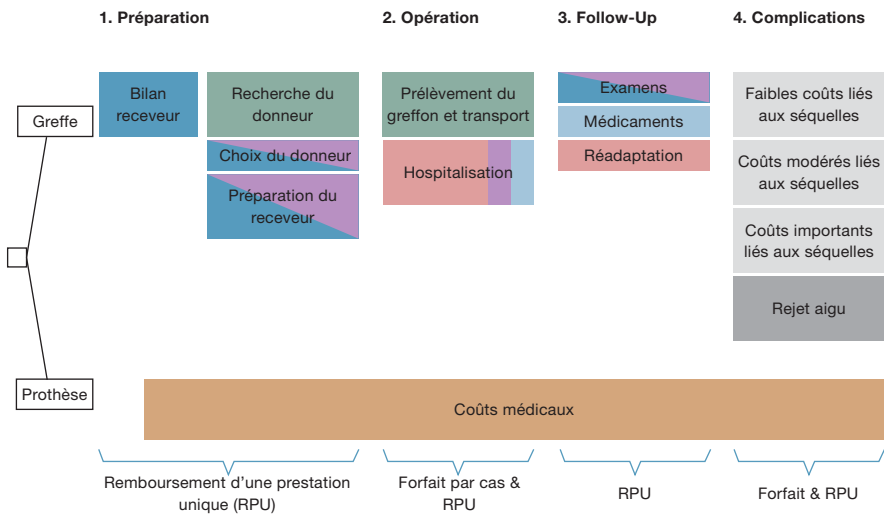 1. Préparation
2. Opération
3. Follow-Up
4. Complications
Greffe
Bilan
receveur
Recherche du
donneur
Choix du donneur
Préparation du
receveur
Prélèvement du
greffon et transport
Hospitalisation
Examens
Médicaments
Réadaptation
Faibles coûts liés
aux séquelles
Coûts modérés liés
aux séquelles
Coûts importants
liés aux séquelles
Rejet aigu
Prothèse
Coûts médicaux
Remboursement d’une prestation
unique (RPU)
Forfait par cas &
RPU
RPU
Forfait & RPU